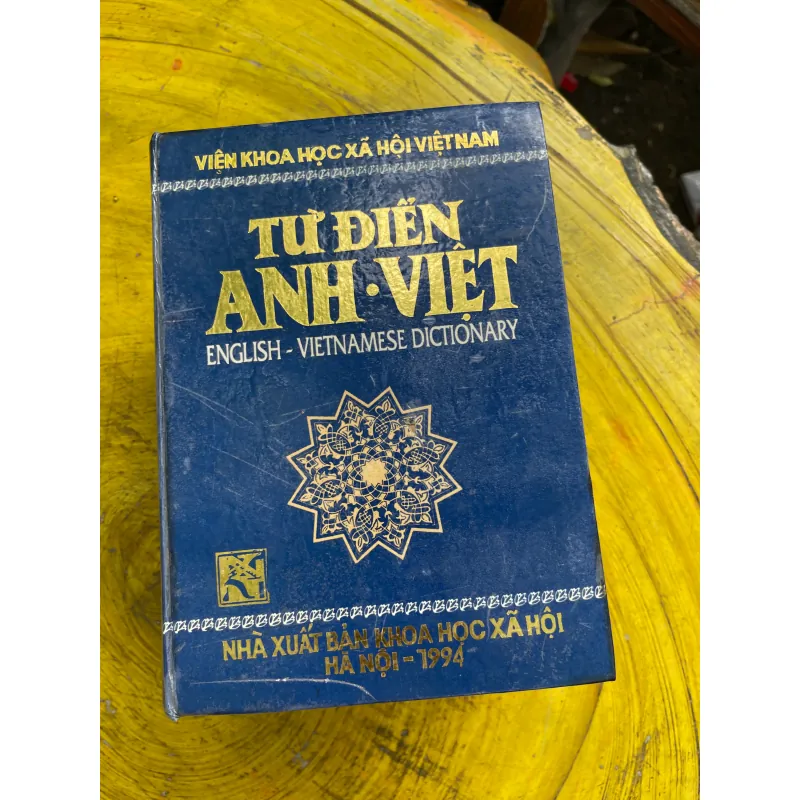 VIỆN KHOA HỌC XÃ HỘI VIỆT NAM
TỪ ĐIỂN
ANH·VIỆT
ENGLISH - VIETNAMESE DICTIONARY
NHÀ XUẤT BẢN KHOA HỌC XÃ HỘI
HÀ NỘI - 1994